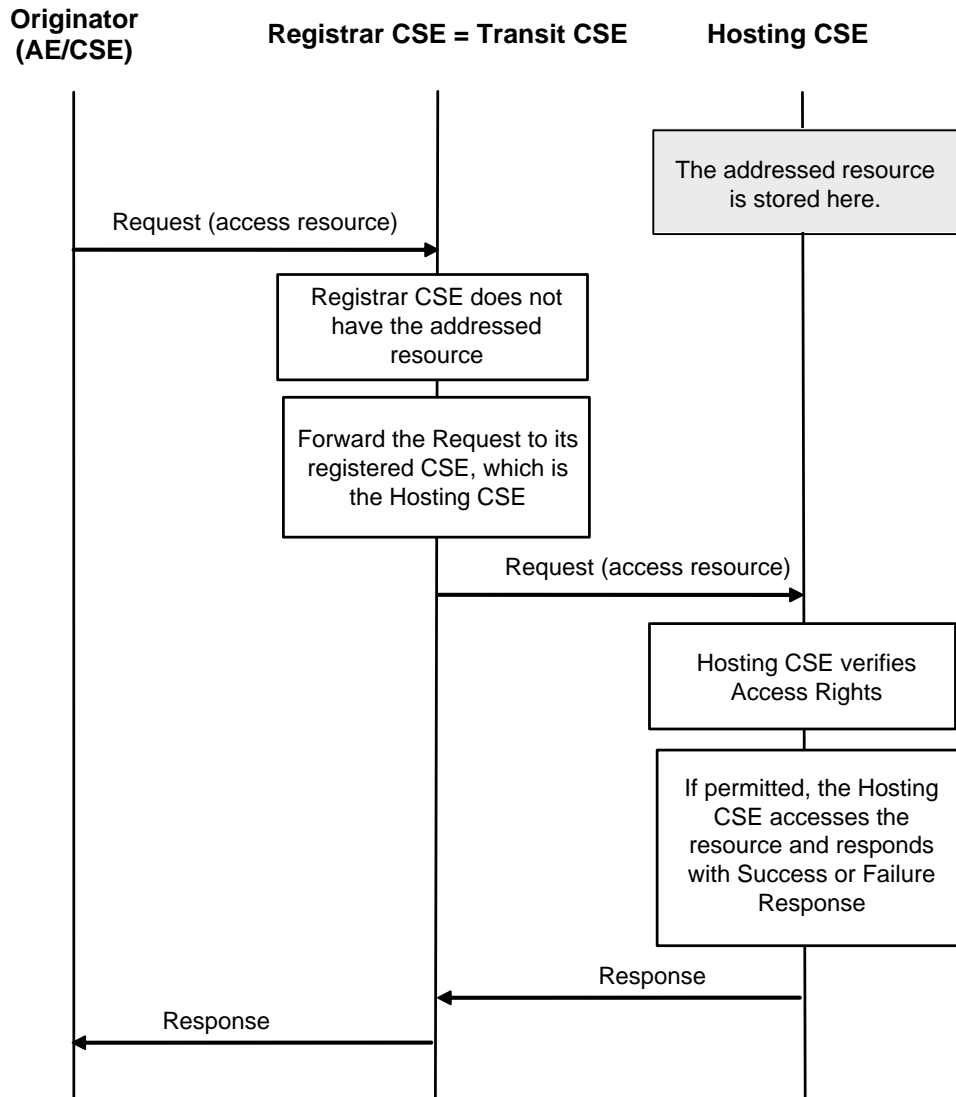 Originator
(AE/CSE)
Registrar CSE = Transit CSE
Hosting CSE
The addressed resource
is stored here.
Request (access resource)
Registrar CSE does not
have the addressed
resource
Forward the Request to its
registered CSE, which is
the Hosting CSE
Request (access resource)
Hosting CSE verifies
Access Rights
If permitted, the Hosting
CSE accesses the
resource and responds
with Success or Failure
Response
Response
Response